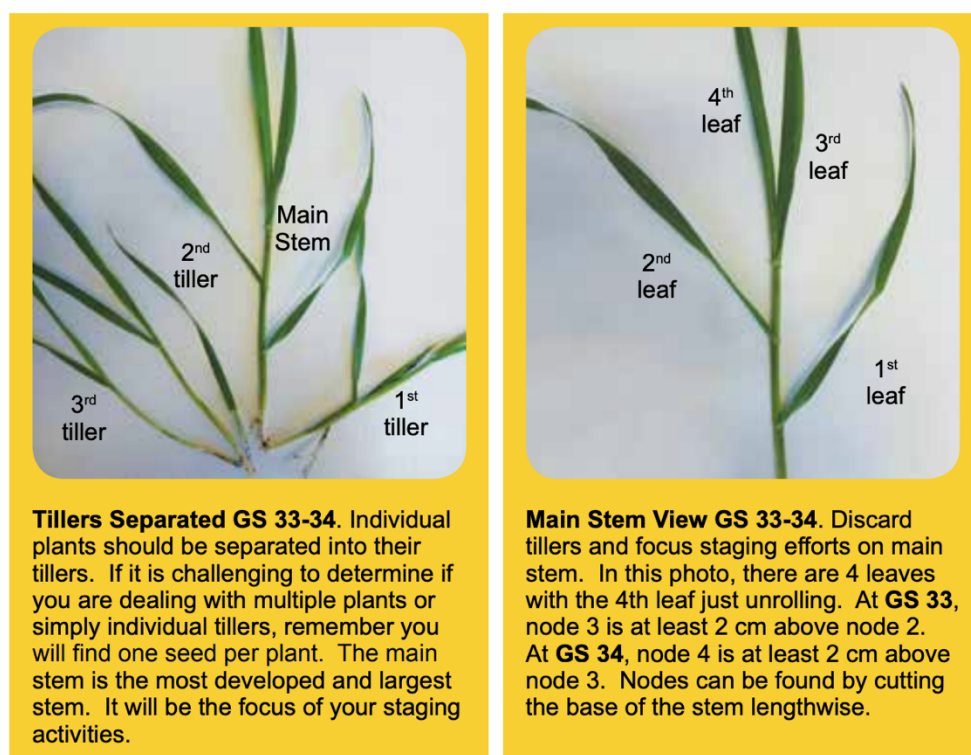 Main
Stem
2nd
tiller
3rd
tiller
1st
tiller
Tillers Separated GS 33-34. Individual
plants should be separated into their
tillers. If it is challenging to determine if
you are dealing with multiple plants or
simply individual tillers, remember you
will find one seed per plant. The main
stem is the most developed and largest
stem. It will be the focus of your staging
activities.
4th
leaf
3rd
leaf
2nd
leaf
1st
leaf
Main Stem View GS 33-34. Discard
tillers and focus staging efforts on main
stem. In this photo, there are 4 leaves
with the 4th leaf just unrolling. At GS 33,
node 3 is at least 2 cm above node 2.
At GS 34, node 4 is at least 2 cm above
node 3. Nodes can be found by cutting
the base of the stem lengthwise.